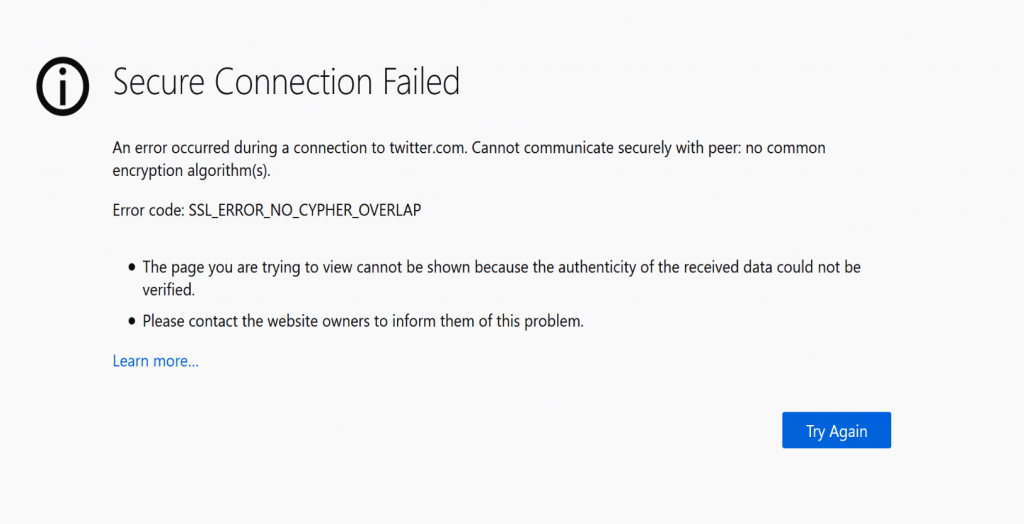 Secure Connection Failed
An error occurred during a connection to twitter.com. Cannot communicate securely with peer: no common
encryption algorithm(s).
Error code: SSL_ERROR_NO_CYPHER_OVERLAP
• The page you are trying to view cannot be shown because the authenticity of the received data could not be
verified.
• Please contact the website owners to inform them of this problem.
Learn more...
Try Again